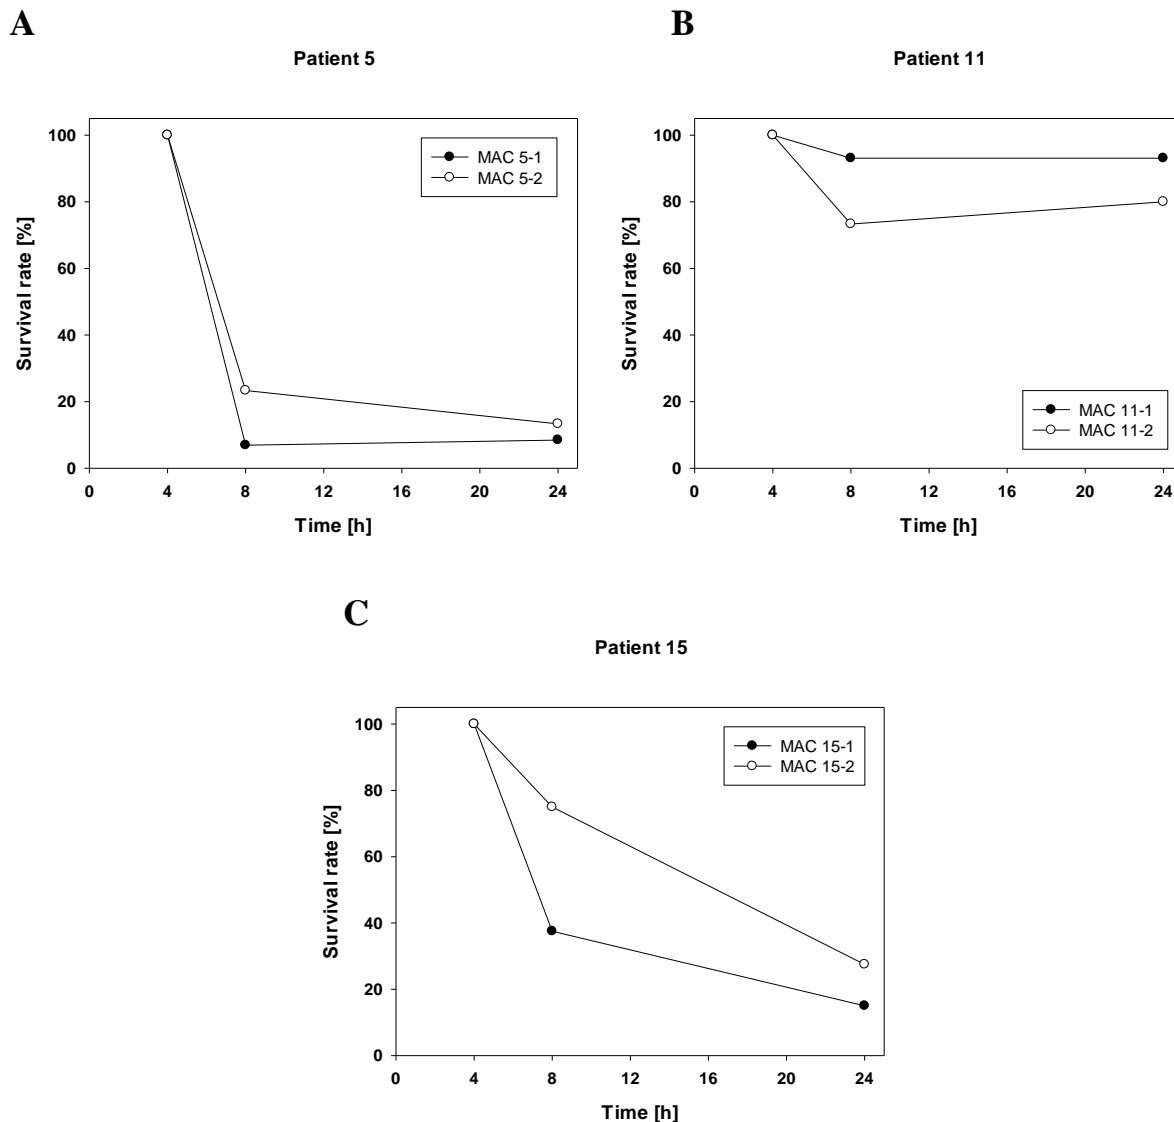 A
Patient 5
100
80
60
40
20
0
Survival rate [%]
MAC 5-1
MAC 5-2
0 4 8 12 16 20 24
Time [h]
B
Patient 11
100
80
60
40
20
0
Survival rate [%]
MAC 11-1
MAC 11-2
0 4 8 12 16 20 24
Time [h]
C
Patient 15
100
80
60
40
20
0
Survival rate [%]
MAC 15-1
MAC 15-2
0 4 8 12 16 20 24
Time [h]